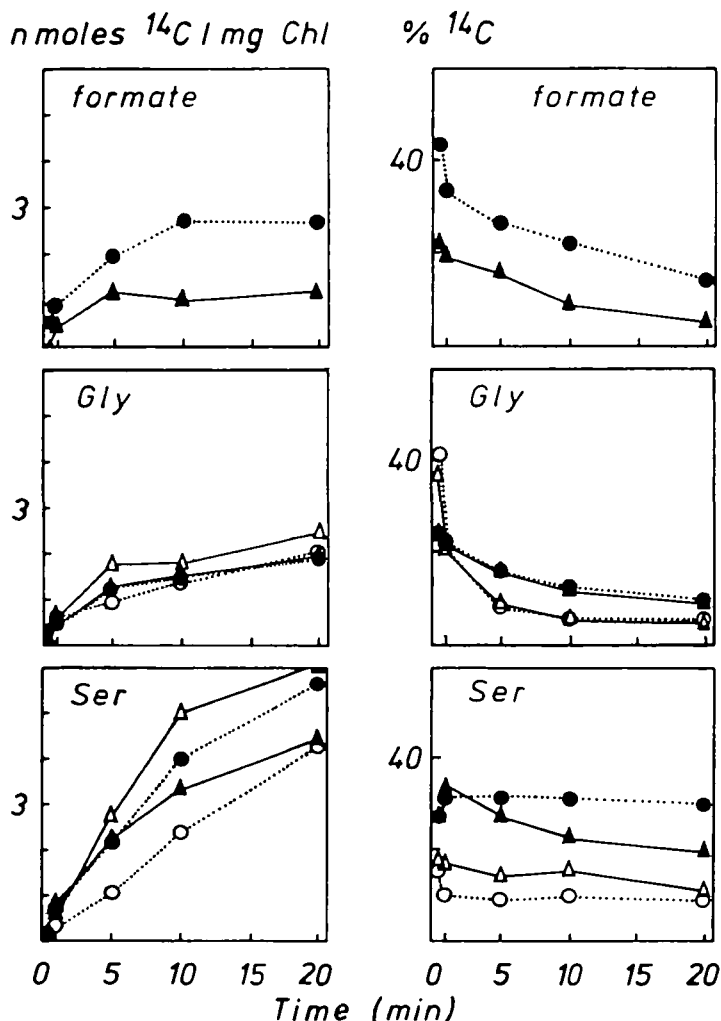 n moles ¹⁴C / mg Chl % ¹⁴C
formate formate
3 40
Gly Gly
3 40
Ser Ser
3 40
0 5 10 15 20 0 5 10 15 20
Time (min)